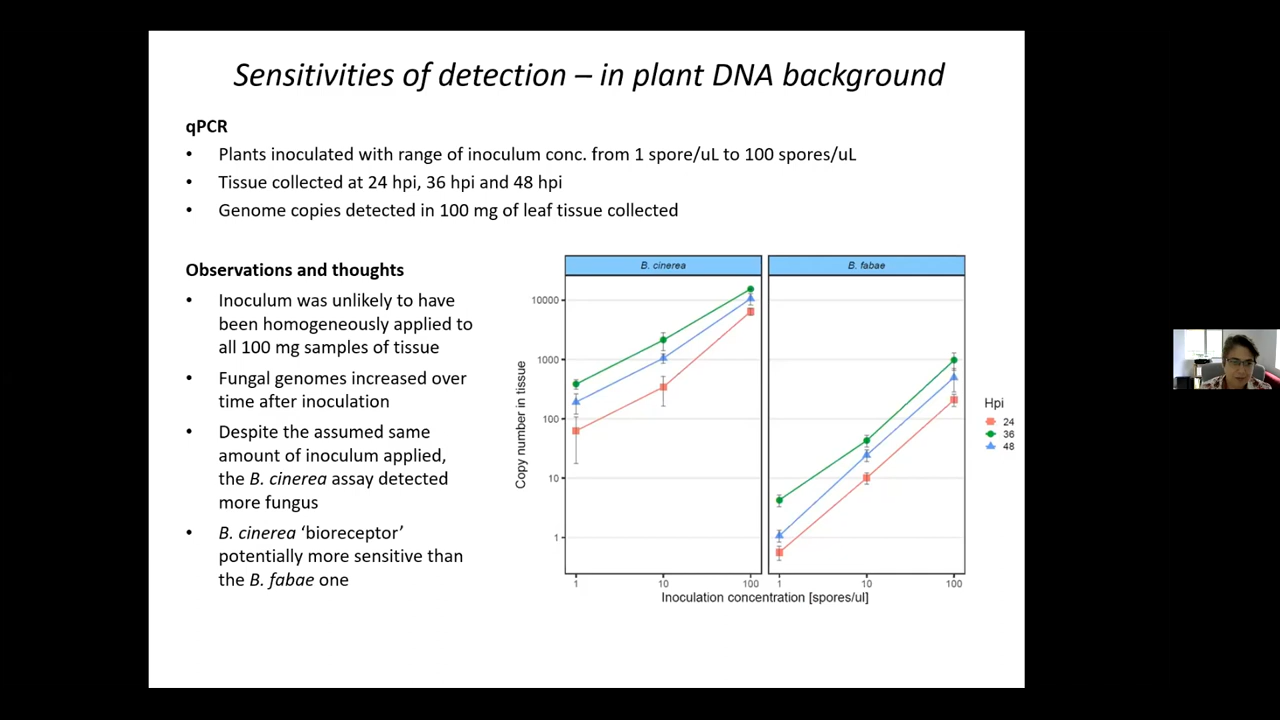 Sensitivities of detection – in plant DNA background
qPCR
• Plants inoculated with range of inoculum conc. from 1 spore/uL to 100 spores/uL
• Tissue collected at 24 hpi, 36 hpi and 48 hpi
• Genome copies detected in 100 mg of leaf tissue collected
Observations and thoughts
• Inoculum was unlikely to have
been homogeneously applied to
all 100 mg samples of tissue
• Fungal genomes increased over
time after inoculation
• Despite the assumed same
amount of inoculum applied,
the B. cinerea assay detected
more fungus
• B. cinerea ‘bioreceptor’
potentially more sensitive than
the B. fabae one
B. cinerea
B. fabae
Copy number in tissue
10000
1000
100
10
1
1
10
100
1
10
100
Inoculation concentration [spores/ul]
Hpi
24
36
48